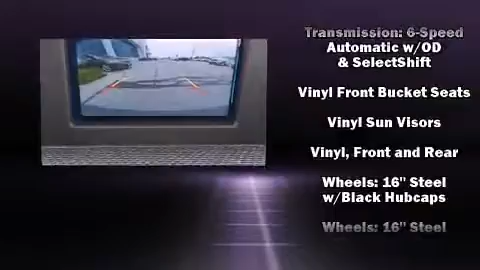 Transmission: 6-Speed
Automatic w/OD
& SelectShift
Vinyl Front Bucket Seats
Vinyl Sun Visors
Vinyl, Front and Rear
Wheels: 16" Steel
w/Black Hubcaps
Wheels: 16" Steel